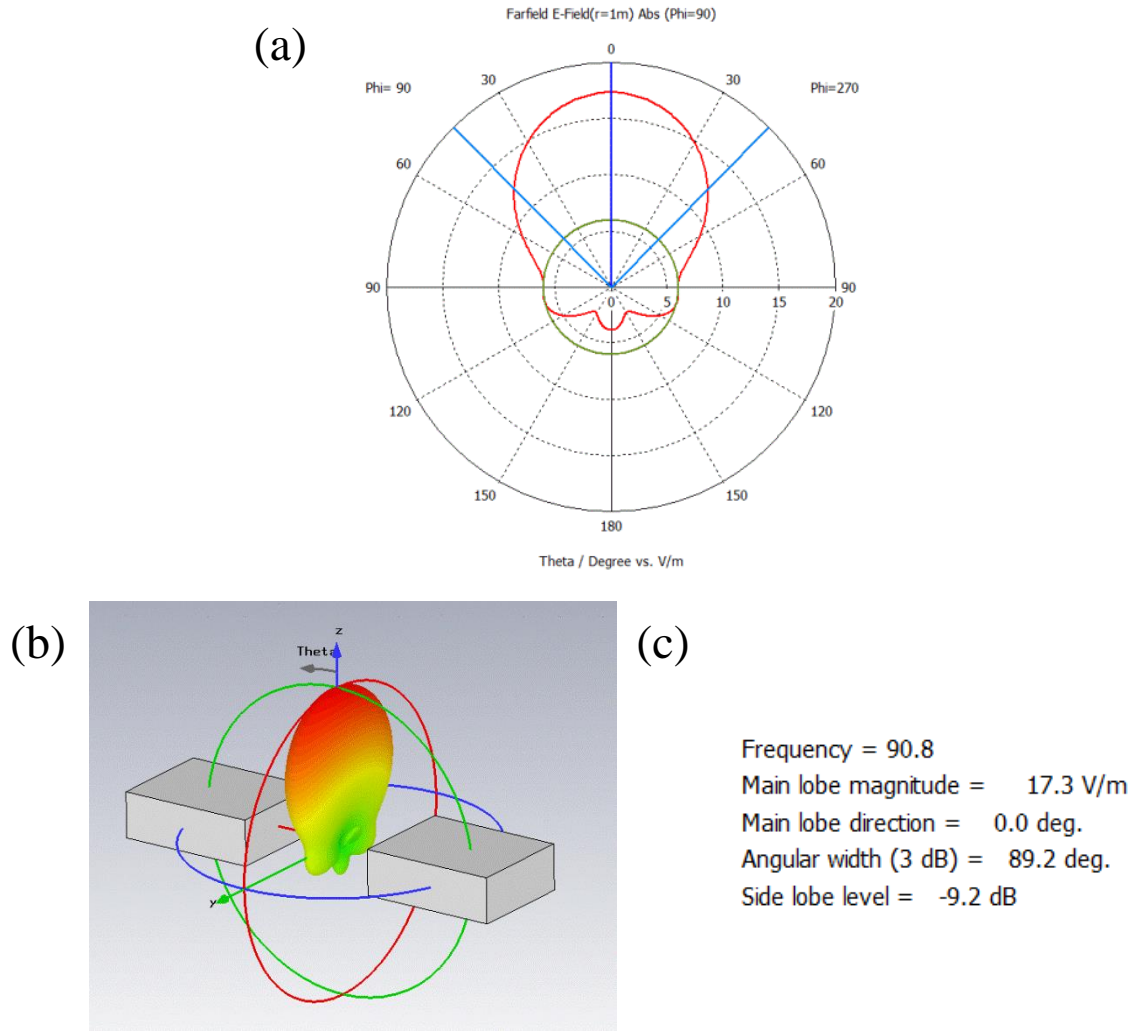 Farfield E-Field(r=1m) Abs (Phi=90)
(a)
0
Phi= 90
30
30
Phi=270
60
60
90
0
5
10
15
20
90
120
120
150
150
180
Theta / Degree vs. V/m
(b)
(c)
z
Theta
y
Frequency = 90.8
Main lobe magnitude = 17.3 V/m
Main lobe direction = 0.0 deg.
Angular width (3 dB) = 89.2 deg.
Side lobe level = -9.2 dB